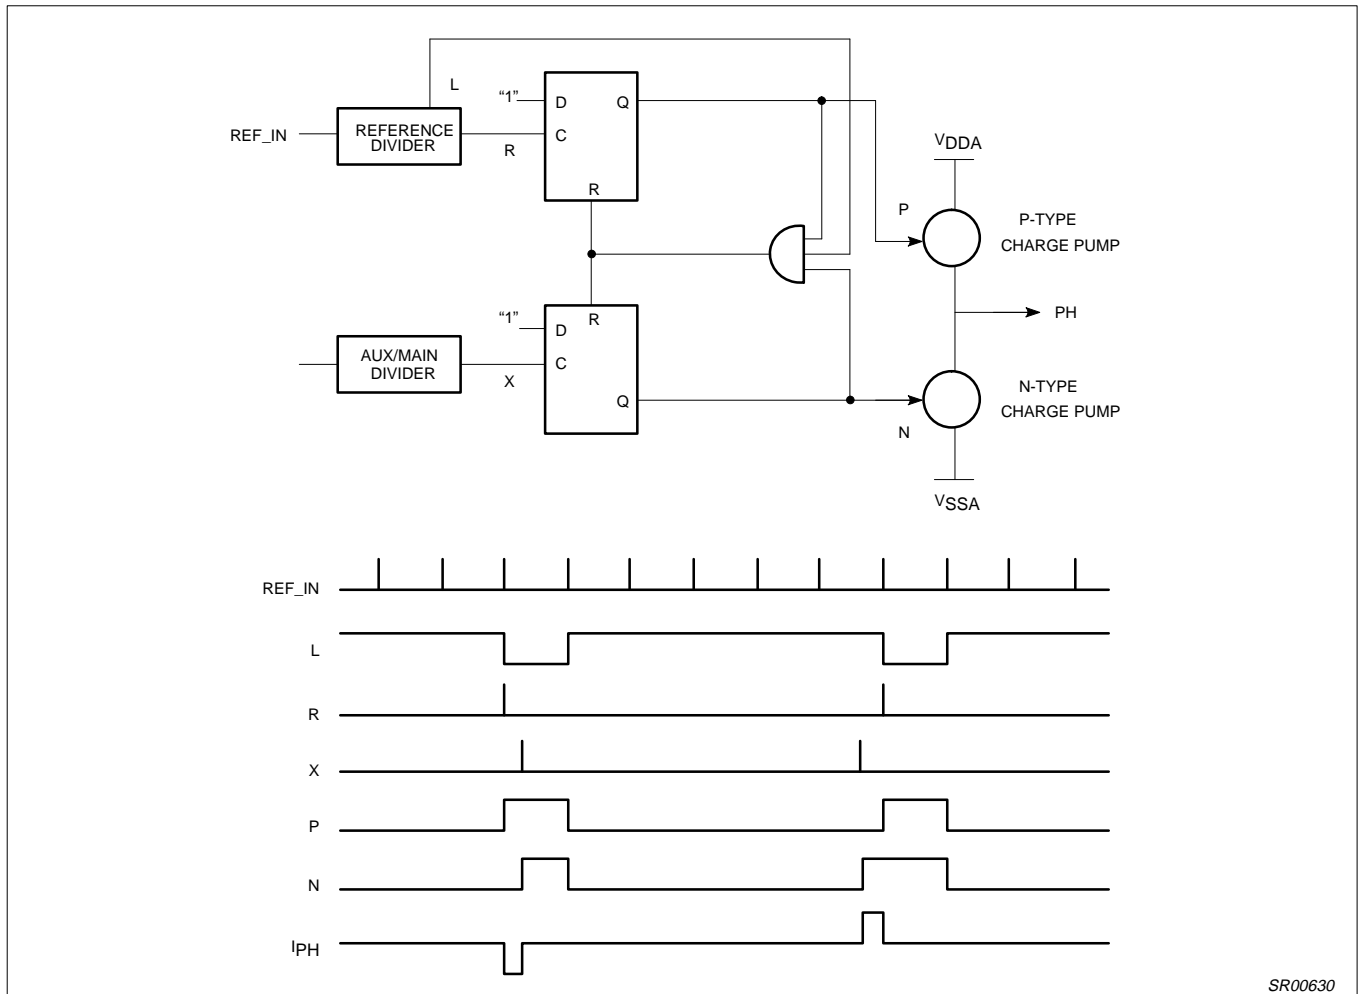 L
"1"
D
Q
REF_IN
REFERENCE
DIVIDER
C
R
R
VDDA
P
P-TYPE
CHARGE PUMP
PH
"1"
R
D
AUX/MAIN
DIVIDER
C
X
Q
N-TYPE
CHARGE PUMP
N
VSSA
REF_IN
L
R
X
P
N
IPH
SR00630